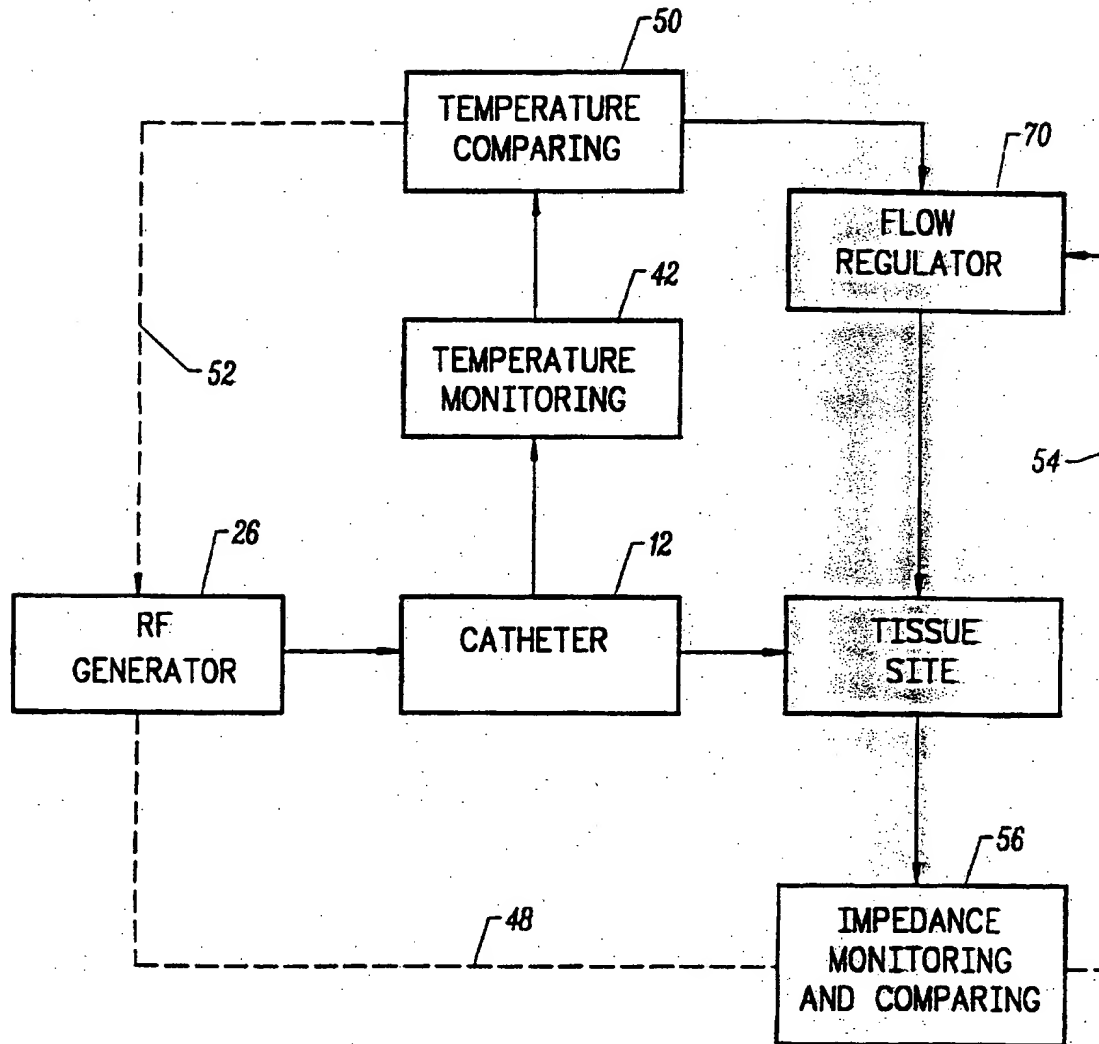 50
TEMPERATURE
COMPARING
70
FLOW
REGULATOR
42
TEMPERATURE
MONITORING
52
54
26
RF
GENERATOR
12
CATHETER
TISSUE
SITE
56
IMPEDANCE
MONITORING
AND COMPARING
48